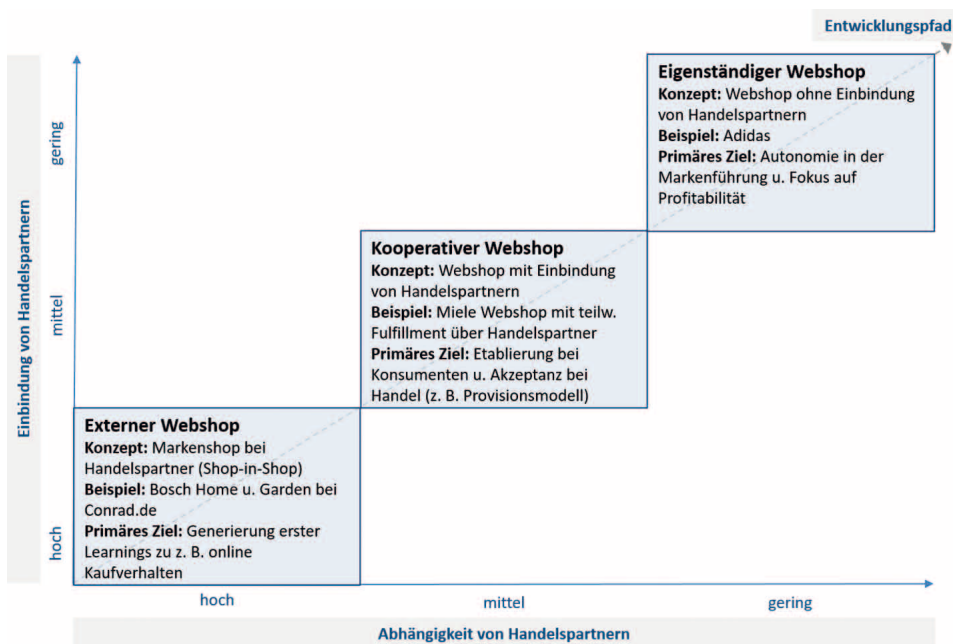 Entwicklungspfad
Einbindung von Handelspartnern
gering
mittel
hoch
Eigenständiger Webshop
Konzept: Webshop ohne Einbindung
von Handelspartnern
Beispiel: Adidas
Primäres Ziel: Autonomie in der
Markenführung u. Fokus auf
Profitabilität
Kooperativer Webshop
Konzept: Webshop mit Einbindung
von Handelspartnern
Beispiel: Miele Webshop mit teilw.
Fulfillment über Handelspartner
Primäres Ziel: Etablierung bei
Konsumenten u. Akzeptanz bei
Handel (z. B. Provisionsmodell)
Externer Webshop
Konzept: Markenshop bei
Handelspartner (Shop-in-Shop)
Beispiel: Bosch Home u. Garden bei
Conrad.de
Primäres Ziel: Generierung erster
Learnings zu z. B. online
Kaufverhalten
hoch
mittel
gering
Abhängigkeit von Handelspartnern